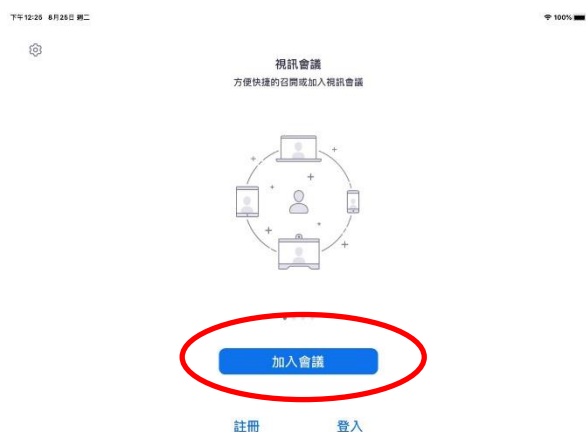 下午12:26 8月25日 週二 100%
視訊會議
方便快捷的召開或加入視訊會議
加入會議
註冊 登入